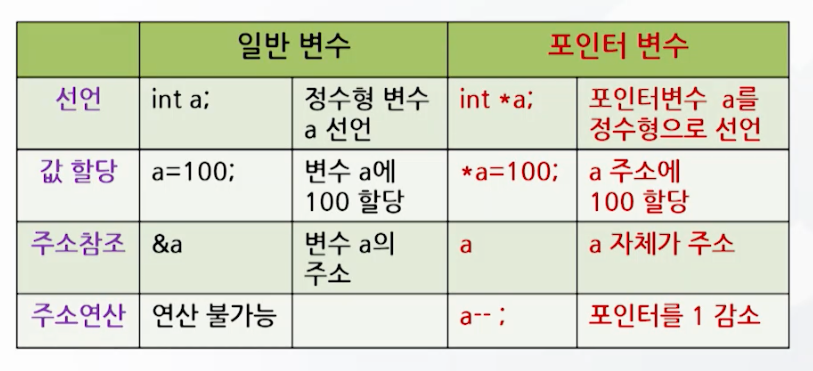 일반 변수 포인터 변수
선언 int a; 정수형 변수 int *a; 포인터변수 a를
a 선언 정수형으로 선언
값 할당 a=100; 변수 a에 *a=100; a 주소에
100 할당 100 할당
주소참조 &a 변수 a의 a a 자체가 주소
주소
주소연산 연산 불가능 a-- ; 포인터를 1 감소